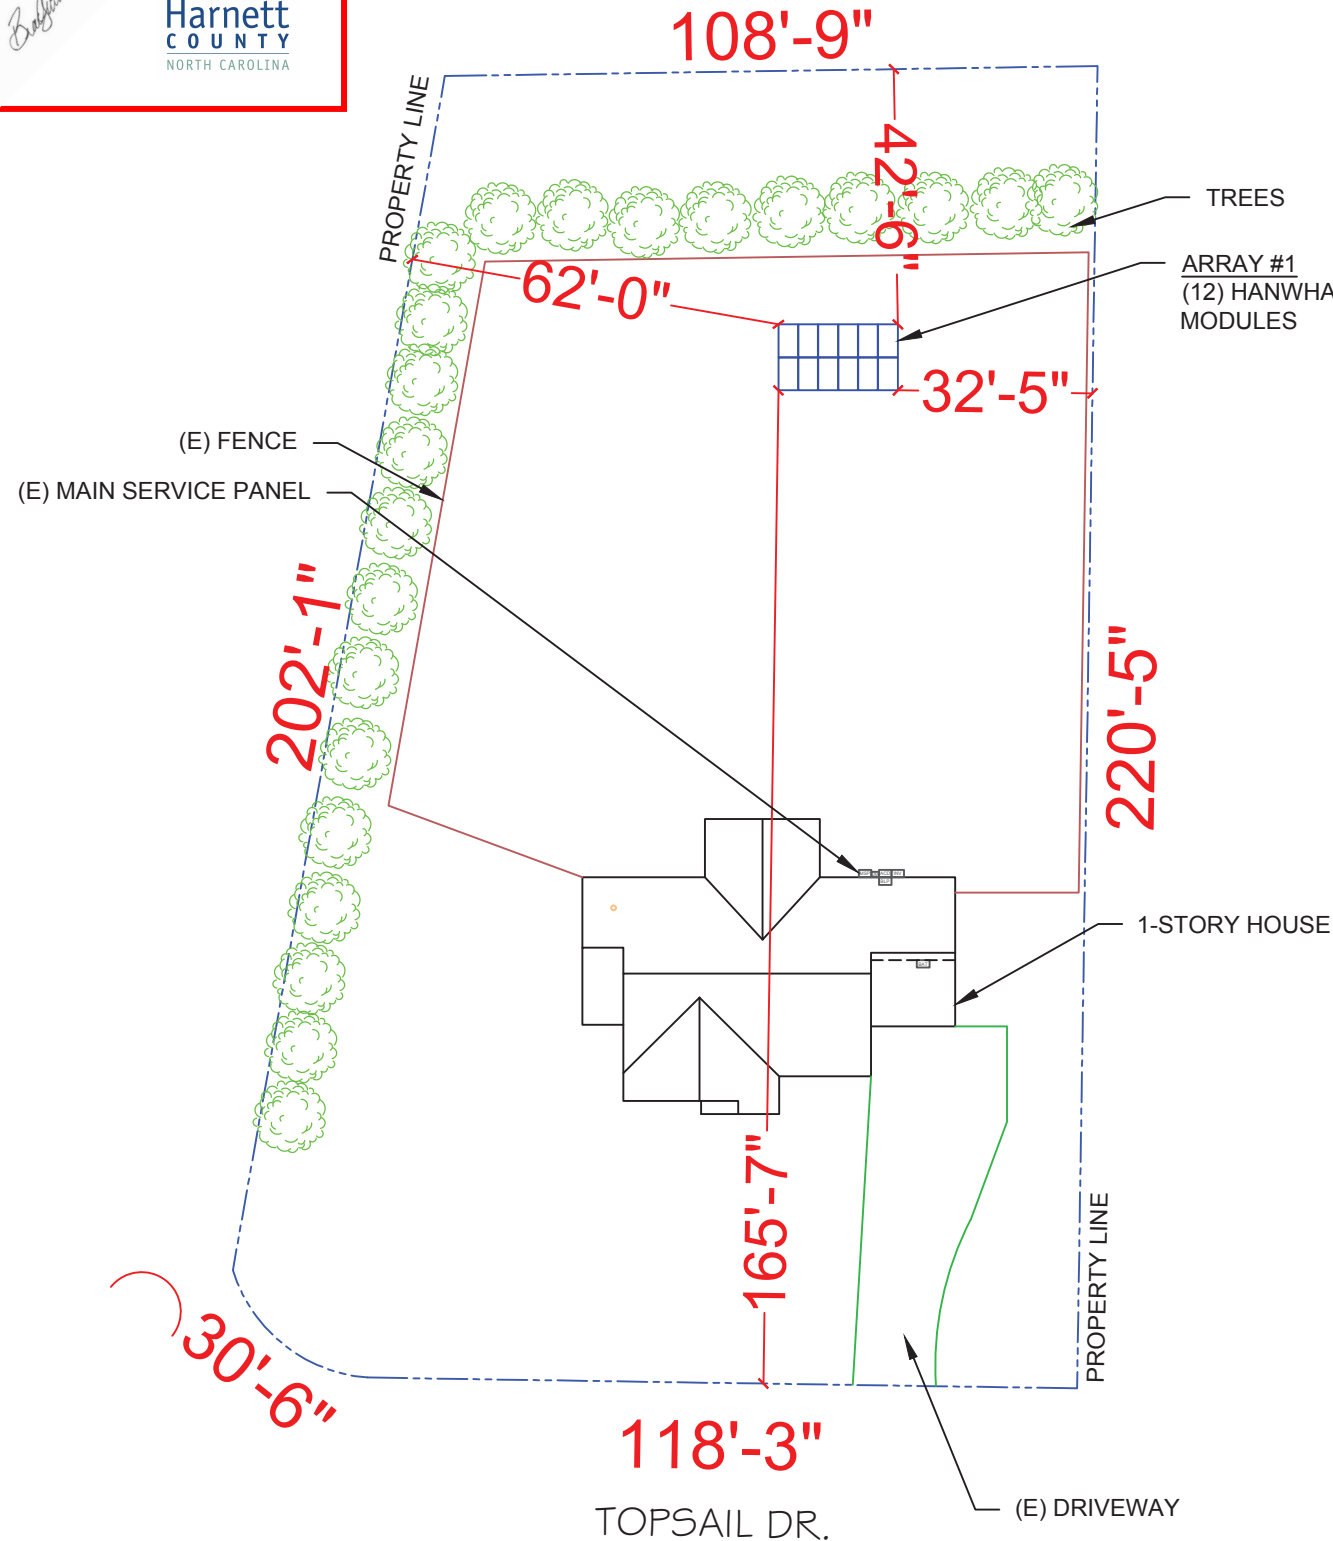 Harnett
COUNTY
NORTH CAROLINA
108'-9"
PROPERTY LINE
42'-6"
TREES
ARRAY #1
(12) HANWHA
MODULES
62'-0"
32'-5"
(E) FENCE
(E) MAIN SERVICE PANEL
202'-1"
220'-5"
1-STORY HOUSE
165'-7"
PROPERTY LINE
30'-6"
118'-3"
(E) DRIVEWAY
TOPSAIL DR.